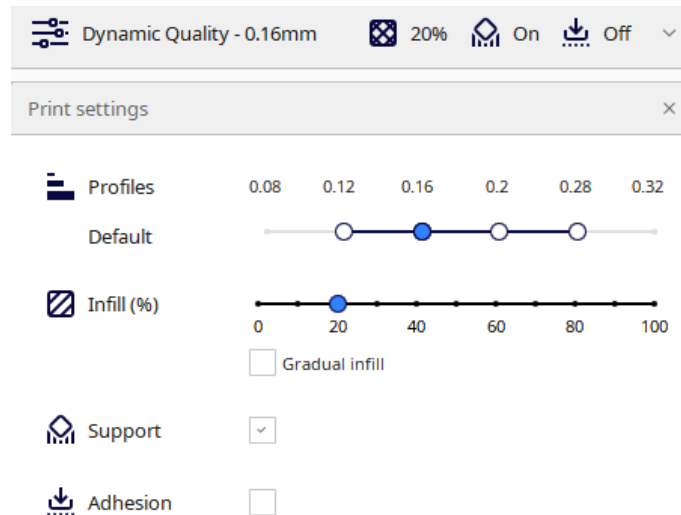 Dynamic Quality - 0.16mm 20% On Off
Print settings
Profiles 0.08 0.12 0.16 0.2 0.28 0.32
Default
Infill (%)
0 20 40 60 80 100
Gradual infill
Support
Adhesion